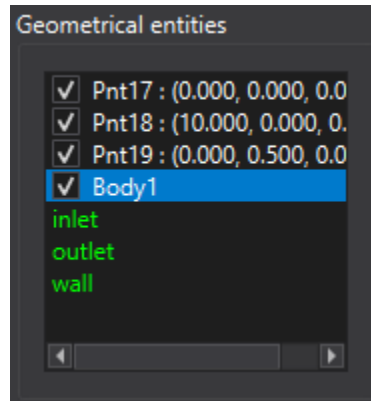 Geometrical entities
Pnt17 : (0.000, 0.000, 0.0
Pnt18 : (10.000, 0.000, 0.
Pnt19 : (0.000, 0.500, 0.0
Body1
inlet
outlet
wall